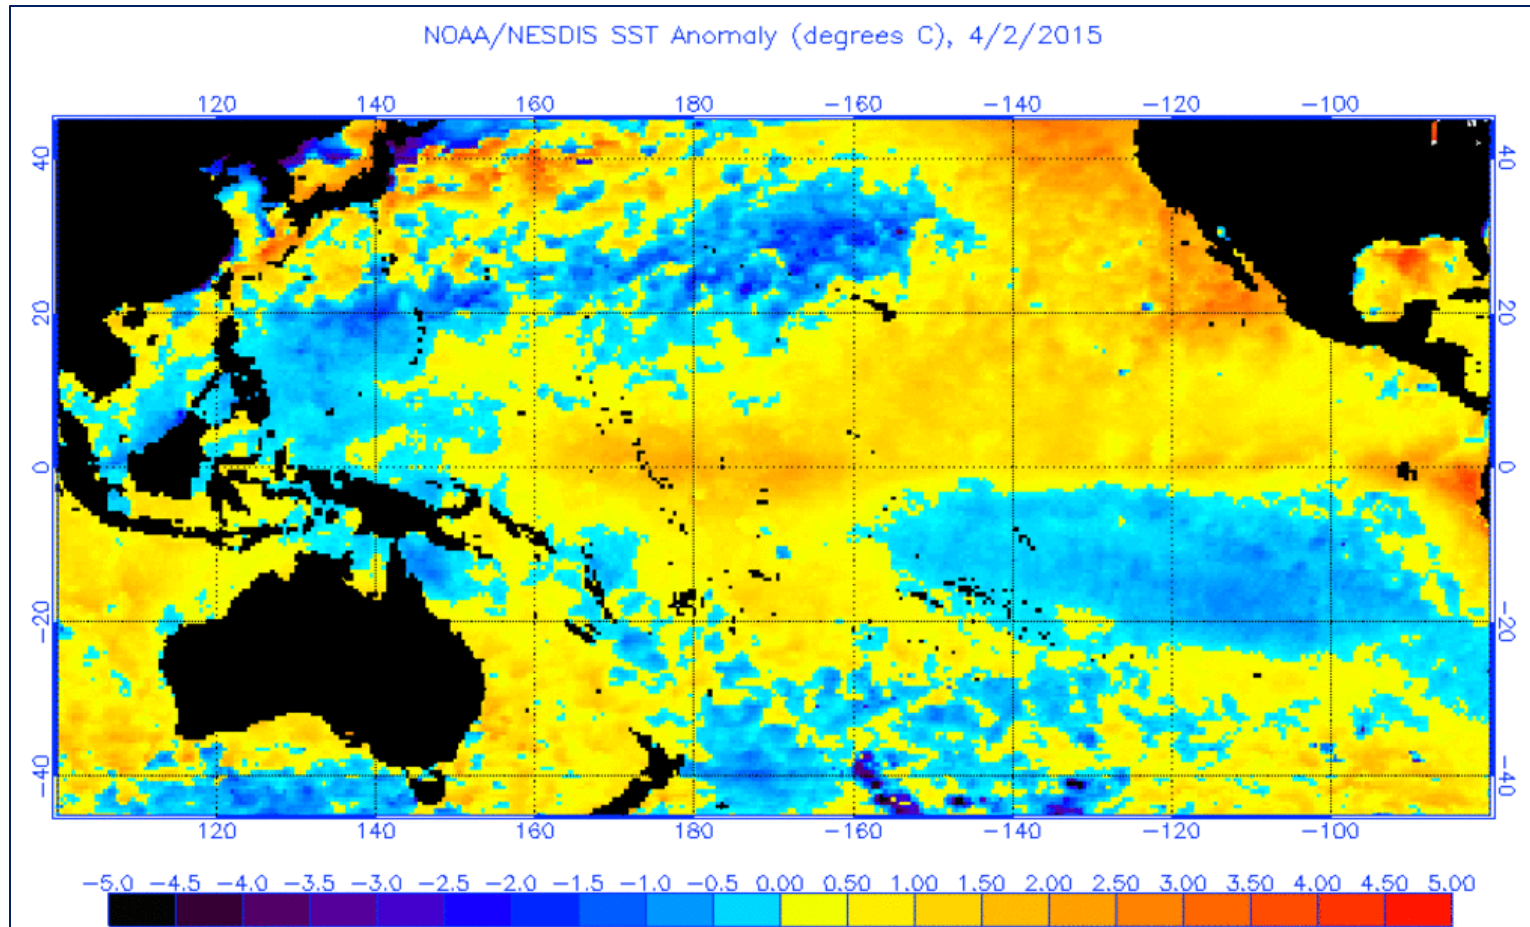 NOAA/NESDIS SST Anomaly (degrees C), 4/2/2015
120 140 160 180 −160 −140 −120 −100
40 40
20 20
0 0
−20 −20
−40 −40
120 140 160 180 −160 −140 −120 −100
−5.0 −4.5 −4.0 −3.5 −3.0 −2.5 −2.0 −1.5 −1.0 −0.5 0.00 0.50 1.00 1.50 2.00 2.50 3.00 3.50 4.00 4.50 5.00